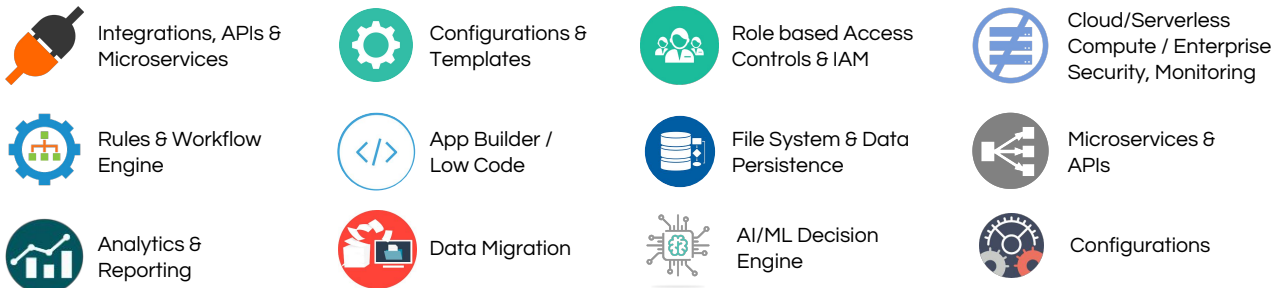 Integrations, APIs &
Microservices
Configurations &
Templates
Role based Access
Controls & IAM
Cloud/Serverless
Compute / Enterprise
Security, Monitoring
Rules & Workflow
Engine
</>
App Builder /
Low Code
File System & Data
Persistence
Microservices &
APIs
Analytics &
Reporting
Data Migration
AI/ML Decision
Engine
Configurations